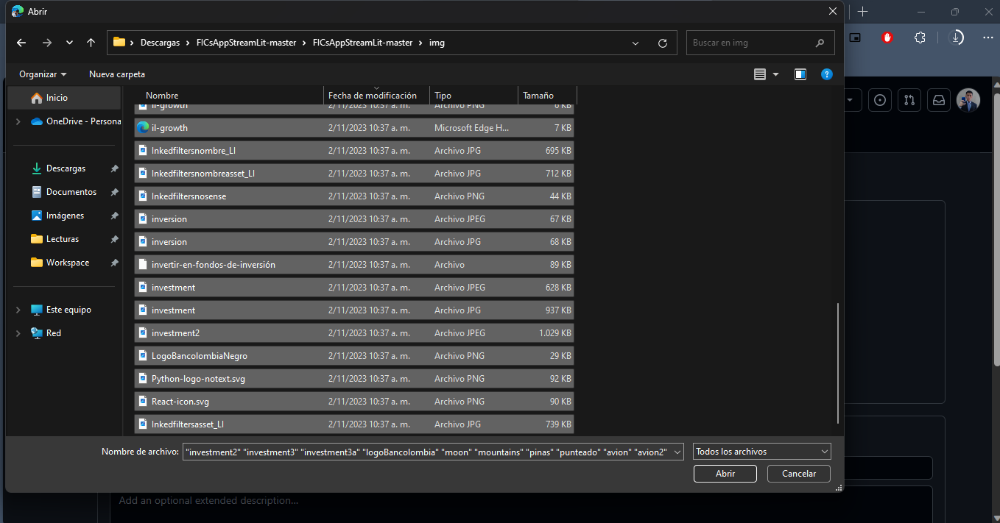 Abrir
Descargas > FICsAppStreamLit-master > FICsAppStreamLit-master > img
Buscar en img
Organizar
Nueva carpeta
Nombre Fecha de modificación Tipo Tamaño
il-growth 2/11/2023 10:37 a. m. Archivo PNG 6 KB
il-growth 2/11/2023 10:37 a. m. Microsoft Edge H... 7 KB
Inkedfiltersnombre_LI 2/11/2023 10:37 a. m. Archivo JPG 695 KB
Inkedfiltersnombreasset_LI 2/11/2023 10:37 a. m. Archivo JPG 712 KB
Inkedfiltersnosense 2/11/2023 10:37 a. m. Archivo PNG 44 KB
inversion 2/11/2023 10:37 a. m. Archivo JPEG 67 KB
inversion 2/11/2023 10:37 a. m. Archivo JPG 68 KB
invertir-en-fondos-de-inversión 2/11/2023 10:37 a. m. Archivo 89 KB
investment 2/11/2023 10:37 a. m. Archivo JPEG 628 KB
investment 2/11/2023 10:37 a. m. Archivo JPG 937 KB
investment2 2/11/2023 10:37 a. m. Archivo JPEG 1.029 KB
LogoBancolombiaNegro 2/11/2023 10:37 a. m. Archivo PNG 29 KB
Python-logo-notext.svg 2/11/2023 10:37 a. m. Archivo PNG 92 KB
React-icon.svg 2/11/2023 10:37 a. m. Archivo PNG 90 KB
Inkedfiltersasset_LI 2/11/2023 10:37 a. m. Archivo JPG 739 KB
Inicio
OneDrive - Persona
Descargas
Documentos
Imágenes
Lecturas
Workspace
Este equipo
Red
Nombre de archivo: "investment2" "investment3" "investment3a" "logoBancolombia" "moon" "mountains" "pinas" "punteado" "avion" "avion2"
Todos los archivos
Abrir
Cancelar
Add an optional extended description...